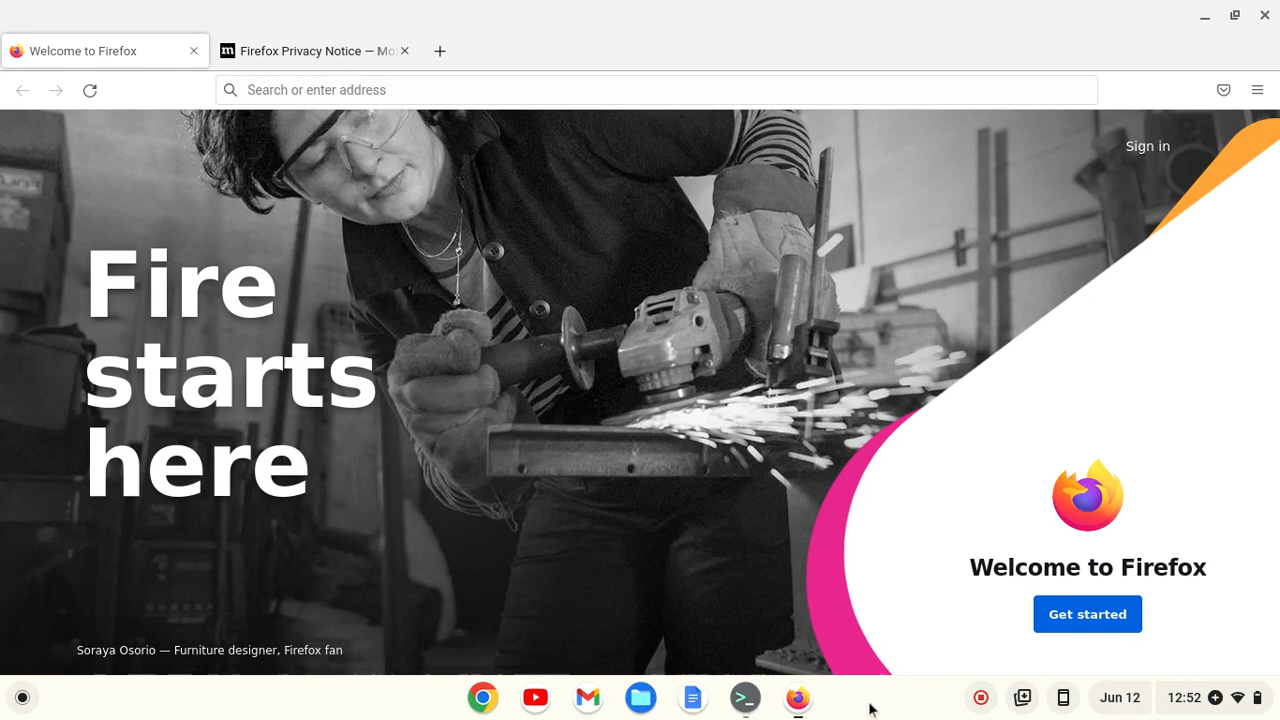 Welcome to Firefox
Firefox Privacy Notice — Mo
Search or enter address
Sign in
Fire
starts
here
Welcome to Firefox
Get started
Soraya Osorio — Furniture designer, Firefox fan
Jun 12
12:52